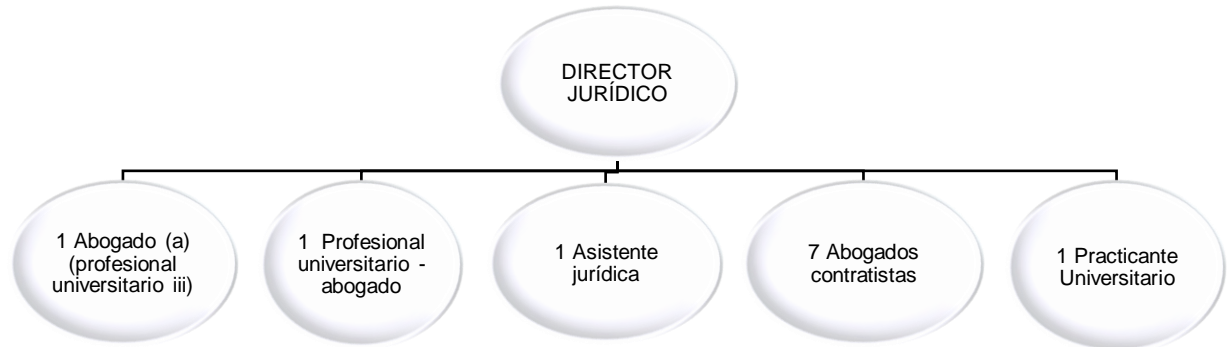 DIRECTOR
JURÍDICO
1 Abogado (a)
(profesional
universitario iii)
1 Profesional
universitario -
abogado
1 Asistente
jurídica
7 Abogados
contratistas
1 Practicante
Universitario